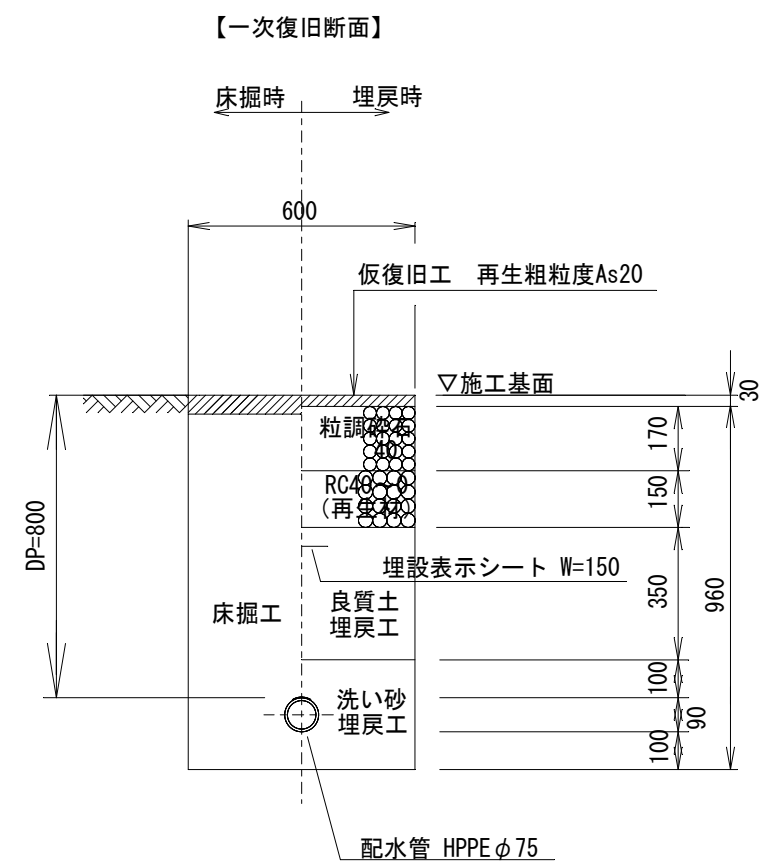 【一次復旧断面】
床掘時
埋戻時
600
仮復旧工 再生粗粒度As20
▽施工基面
30
粒調砕石
40
170
RC40~0
(再生材)
150
DP=800
埋設表示シート W=150
床掘工
良質土
埋戻工
350
960
洗い砂
埋戻工
100
90
100
配水管 HPPEφ75